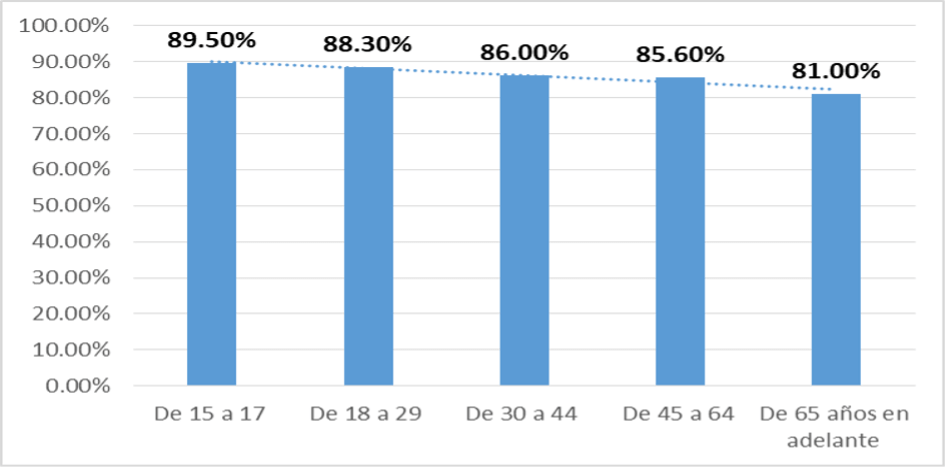 100.00%
90.00%
80.00%
70.00%
60.00%
50.00%
40.00%
30.00%
20.00%
10.00%
0.00%
89.50%
88.30%
86.00%
85.60%
81.00%
De 15 a 17
De 18 a 29
De 30 a 44
De 45 a 64
De 65 años en
adelante